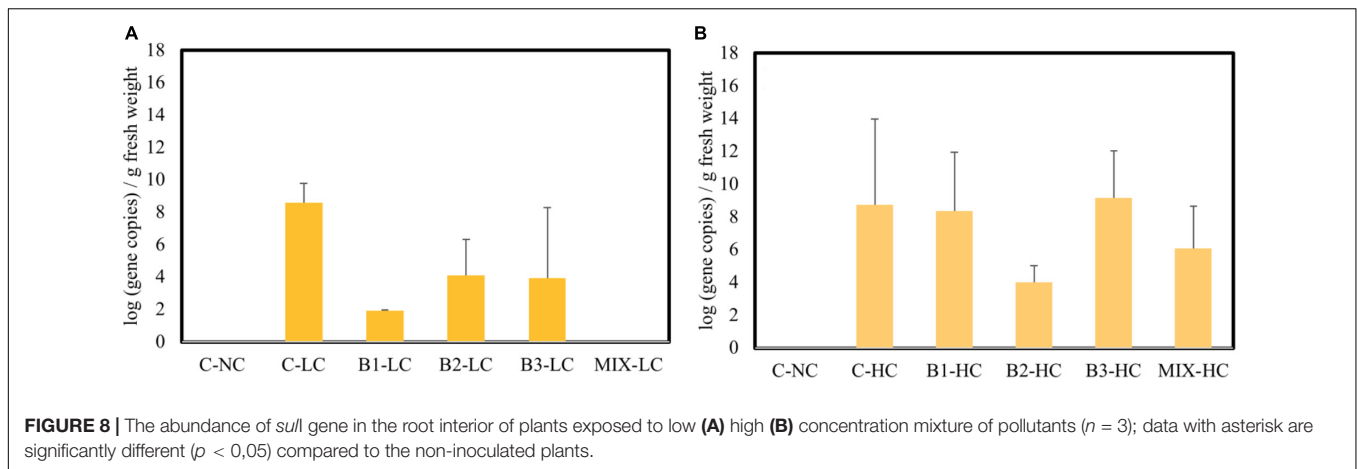 A
log (gene copies) / g fresh weight
18
16
14
12
10
8
6
4
2
0
C-NC C-LC B1-LC B2-LC B3-LC MIX-LC
B
log (gene copies) / g fresh weight
18
16
14
12
10
8
6
4
2
0
C-NC C-HC B1-HC B2-HC B3-HC MIX-HC
FIGURE 8 | The abundance of sulI gene in the root interior of plants exposed to low (A) high (B) concentration mixture of pollutants (n = 3); data with asterisk are
significantly different (p < 0,05) compared to the non-inoculated plants.